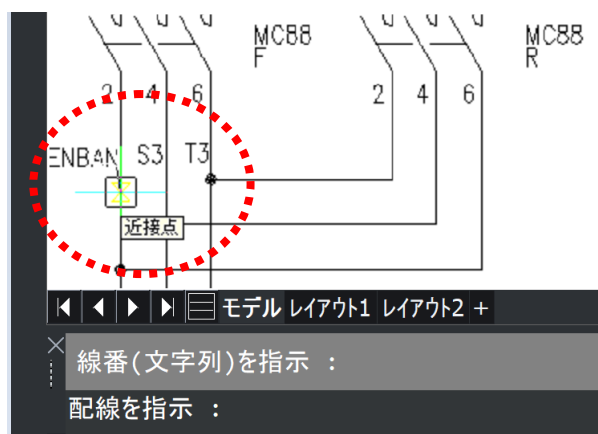 MC88
F
MC88
R
2 4 6
2 4 6
ENBAN S3 T3
近接点
モデル レイアウト1 レイアウト2 +
線番(文字列)を指示 :
配線を指示 :